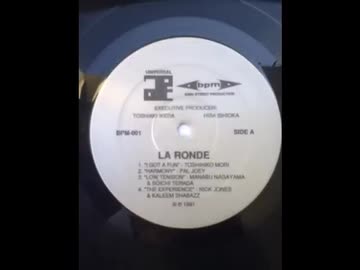 UNIVERSAL
bpm
KING STREET PRODUCTION
EXECUTIVE PRODUCERS
TOSHIMI IKEDA HISA ISHIOKA
BPM-001 SIDE A
LA RONDE
1. "I GOT A FUN" - TOSHIHIKO MORI
2. "HARMONY" - PAL JOEY
3. "LOW TENSION" - MANABU NAGAYAMA
& SOICHI TERADA
4. "THE EXPERIENCE" - RICK JONES
& KALEEM SHABAZZ
℗ © 1991